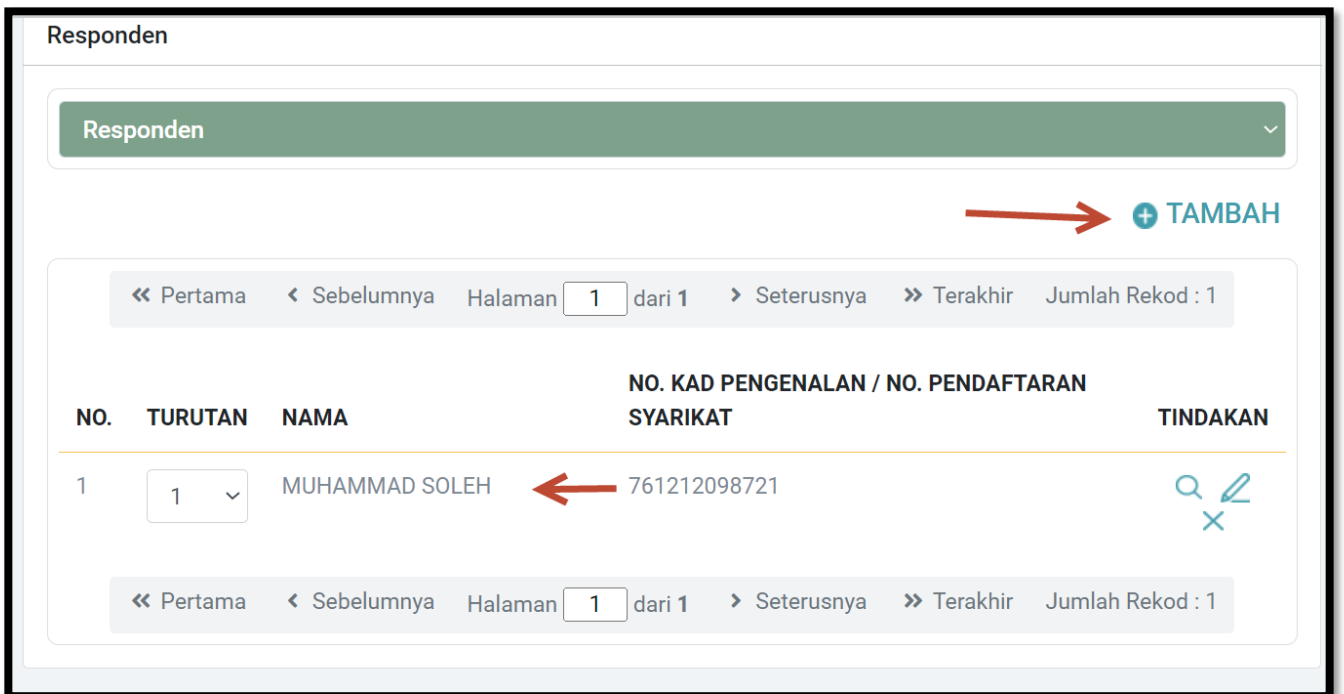 Responden
Responden
TAMBAH
Pertama Sebelumnya Halaman 1 dari 1 Seterusnya Terakhir Jumlah Rekod : 1
NO. TURUTAN NAMA NO. KAD PENGENALAN / NO. PENDAFTARAN SYARIKAT TINDAKAN
1 1 MUHAMMAD SOLEH 761212098721
Pertama Sebelumnya Halaman 1 dari 1 Seterusnya Terakhir Jumlah Rekod : 1